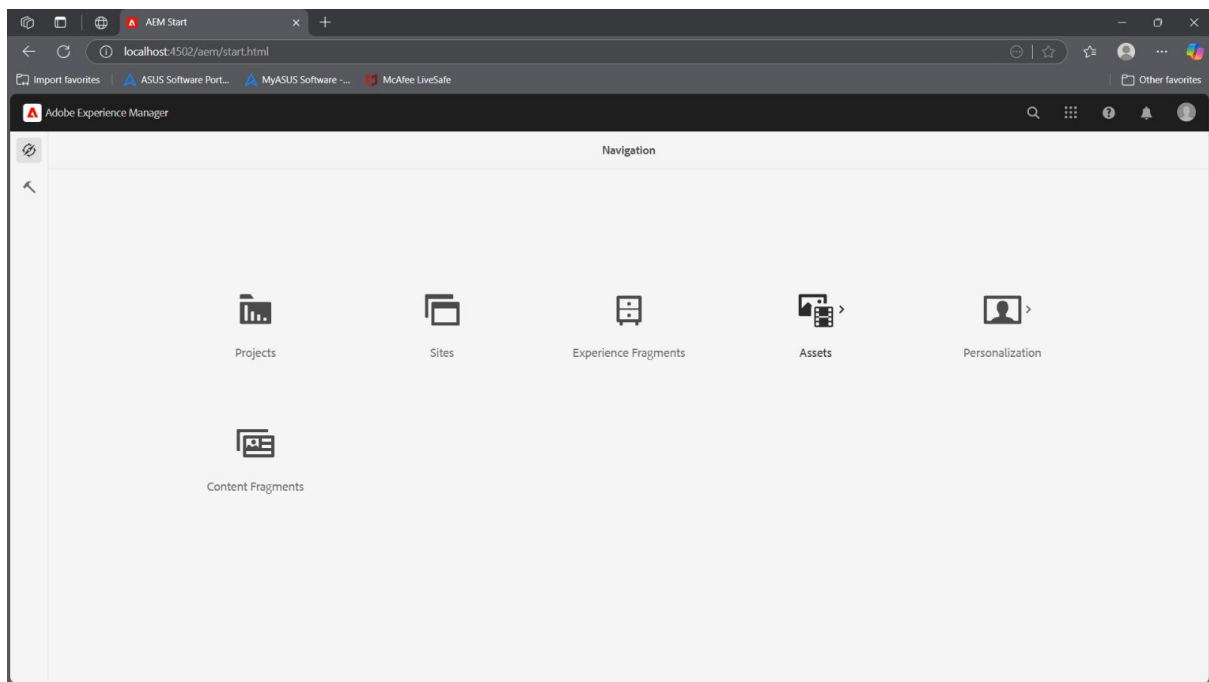 AEM Start
localhost:4502/aem/start.html
Import favorites
ASUS Software Port...
MyASUS Software -...
McAfee LiveSafe
Other favorites
Adobe Experience Manager
Navigation
Projects
Sites
Experience Fragments
Assets
Personalization
Content Fragments